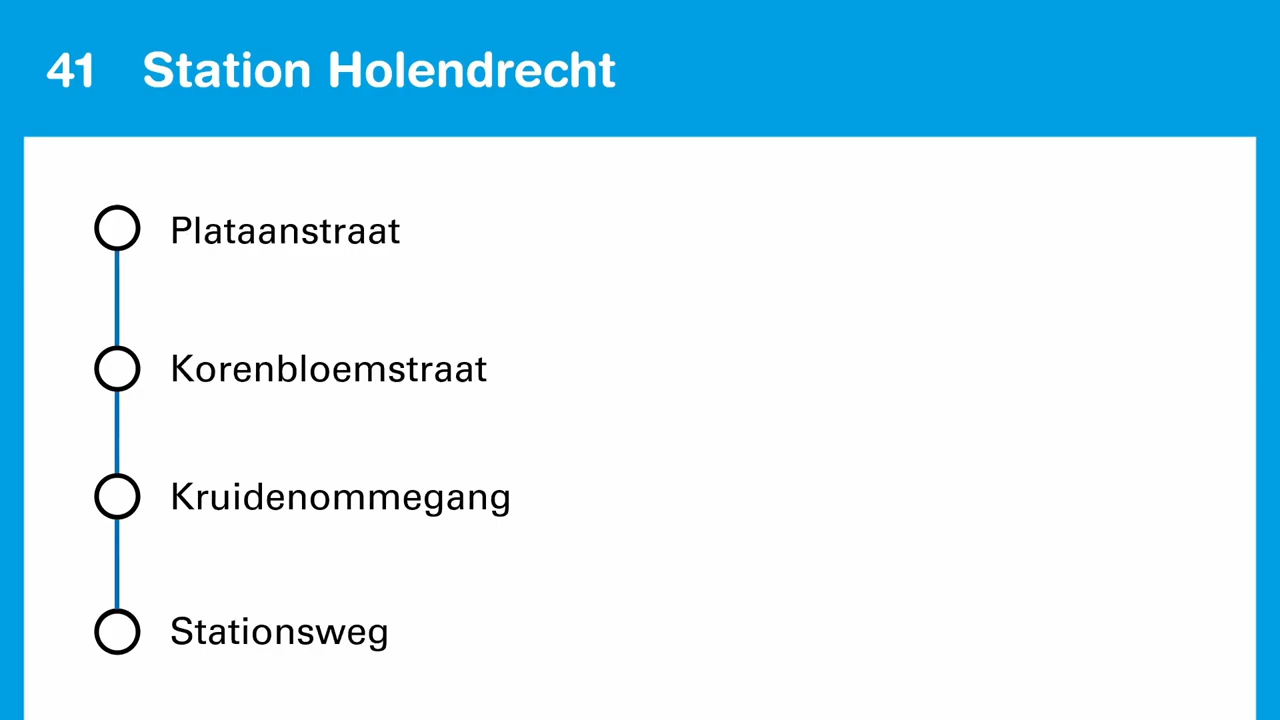 41 Station Holendrecht
Plataanstraat
Korenbloemstraat
Kruidenommegang
Stationsweg